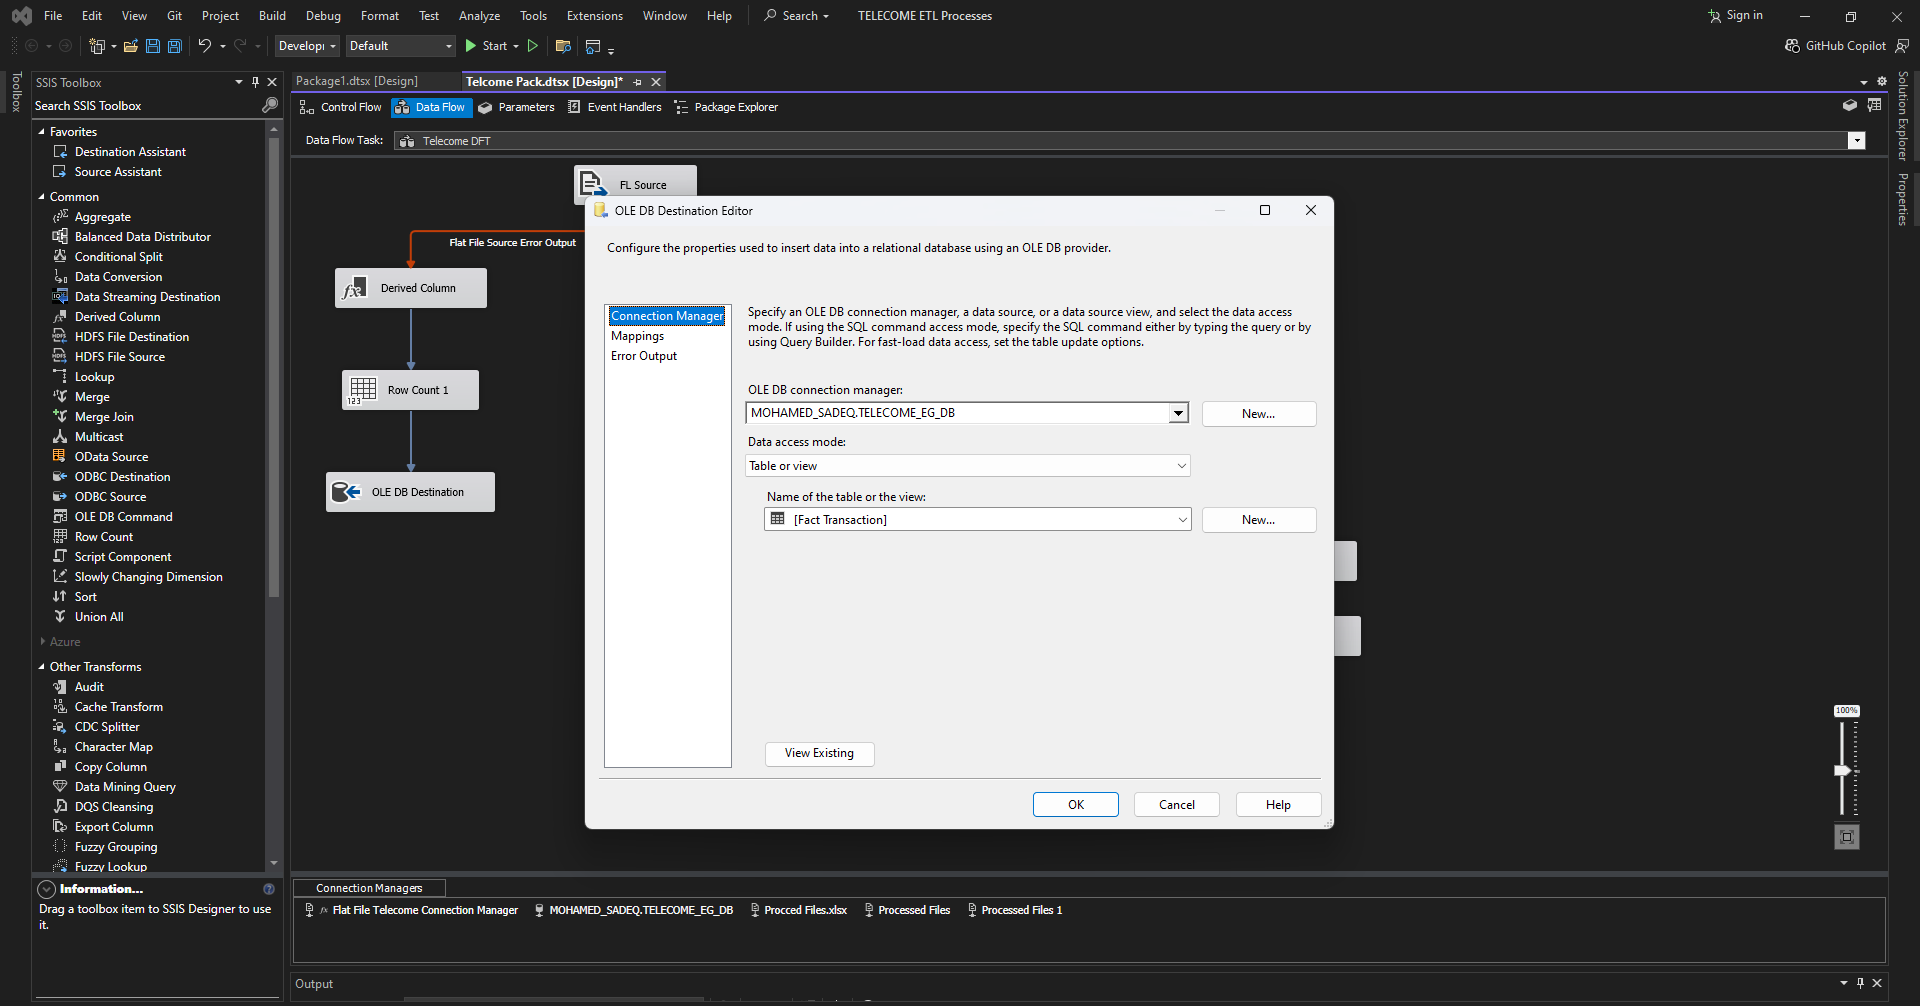 File Edit View Git Project Build Debug Format Test Analyze Tools Extensions Window Help Search TELECOME ETL Processes Sign in
Developı Default Start GitHub Copilot
Toolbox
SSIS Toolbox
Search SSIS Toolbox
Favorites
Destination Assistant
Source Assistant
Common
Aggregate
Balanced Data Distributor
Conditional Split
Data Conversion
Data Streaming Destination
Derived Column
HDFS File Destination
HDFS File Source
Lookup
Merge
Merge Join
Multicast
OData Source
ODBC Destination
ODBC Source
OLE DB Command
Row Count
Script Component
Slowly Changing Dimension
Sort
Union All
Azure
Other Transforms
Audit
Cache Transform
CDC Splitter
Character Map
Copy Column
Data Mining Query
DQS Cleansing
Export Column
Fuzzy Grouping
Fuzzy Lookup
Information...
Drag a toolbox item to SSIS Designer to use
it.
Package1.dtsx [Design] Telcome Pack.dtsx [Design]*
Control Flow Data Flow Parameters Event Handlers Package Explorer
Data Flow Task: Telecome DFT
FL Source
Flat File Source Error Output
Derived Column
Row Count 1
OLE DB Destination
OLE DB Destination Editor
Configure the properties used to insert data into a relational database using an OLE DB provider.
Connection Manager
Mappings
Error Output
Specify an OLE DB connection manager, a data source, or a data source view, and select the data access
mode. If using the SQL command access mode, specify the SQL command either by typing the query or by
using Query Builder. For fast-load data access, set the table update options.
OLE DB connection manager:
MOHAMED_SADEQ.TELECOME_EG_DB New...
Data access mode:
Table or view
Name of the table or the view:
[Fact Transaction] New...
View Existing
OK Cancel Help
100%
Connection Managers
Flat File Telecome Connection Manager MOHAMED_SADEQ.TELECOME_EG_DB Procced Files.xlsx Processed Files Processed Files 1
Output
Solution Explorer
Properties